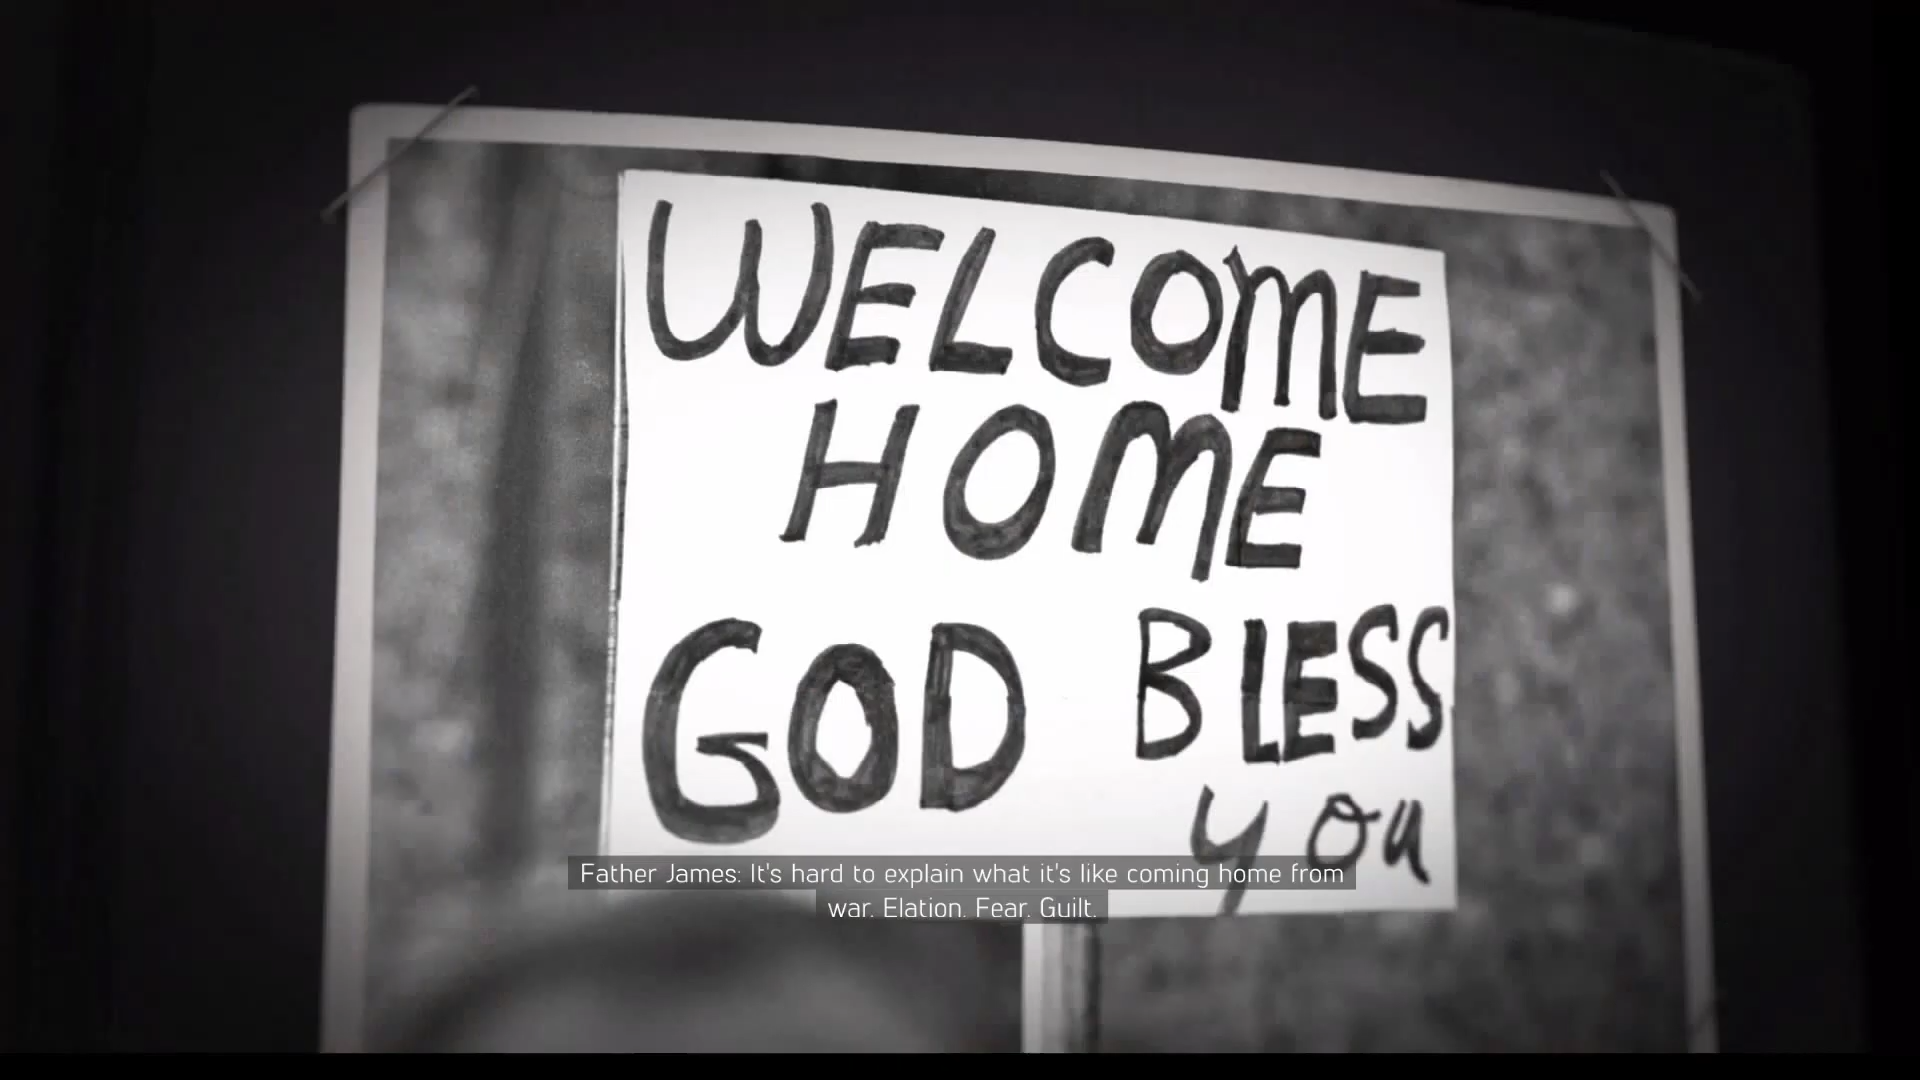 WELCOME
HOME
GOD BLESS
you
Father James: It's hard to explain what it's like coming home from
war. Elation. Fear. Guilt.